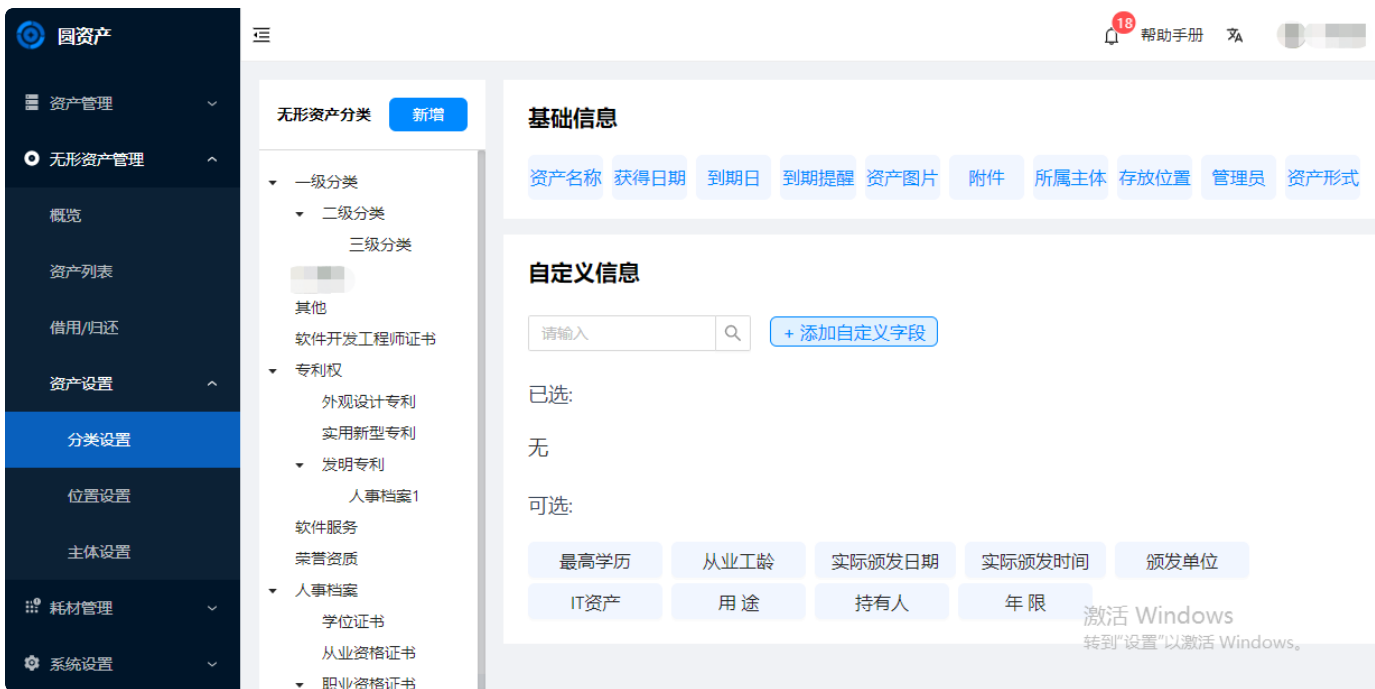 圆资产
18
帮助手册
资产管理
无形资产管理
概览
资产列表
借用/归还
资产设置
分类设置
位置设置
主体设置
耗材管理
系统设置
无形资产分类 新增
一级分类
二级分类
三级分类
其他
软件开发工程师证书
专利权
外观设计专利
实用新型专利
发明专利
人事档案1
软件服务
荣誉资质
人事档案
学位证书
从业资格证书
职业资格证书
基础信息
资产名称 获得日期 到期日 到期提醒 资产图片 附件 所属主体 存放位置 管理员 资产形式
自定义信息
请输入 + 添加自定义字段
已选:
无
可选:
最高学历 从业工龄 实际颁发日期 实际颁发时间 颁发单位
IT资产 用 途 持有人 年 限
激活 Windows
转到"设置"以激活 Windows。